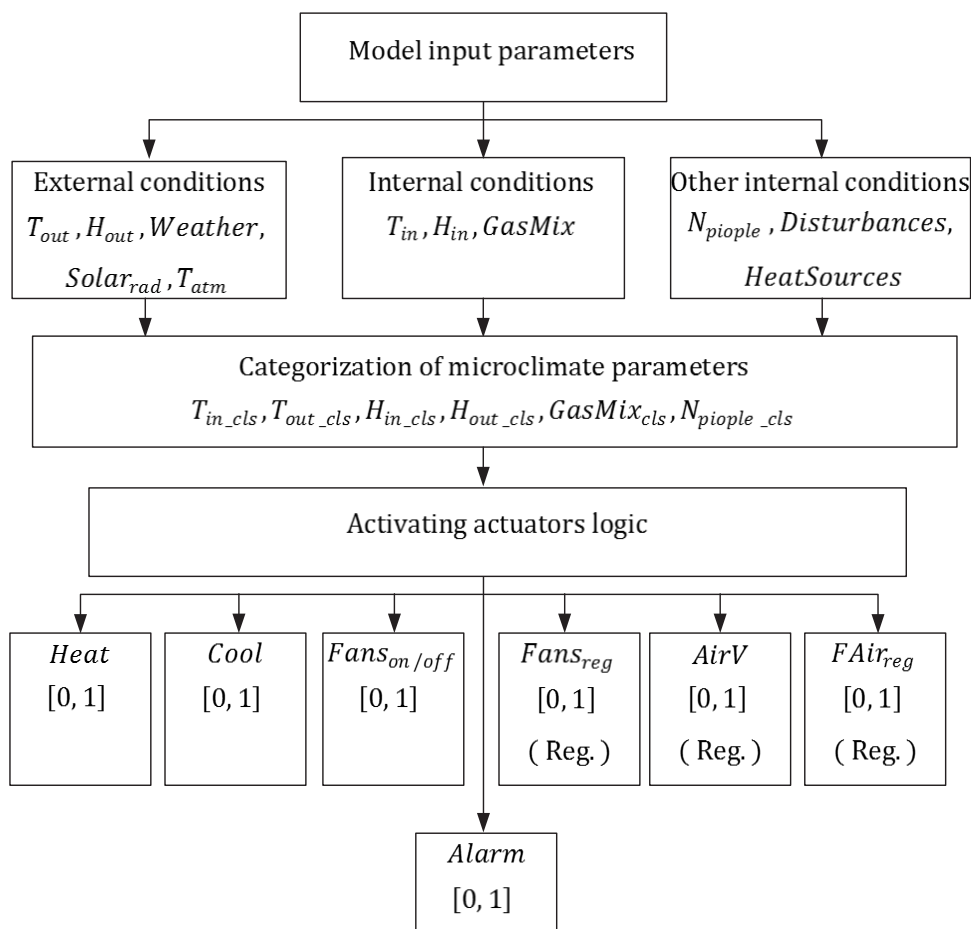 Model input parameters
External conditions
T_out, H_out, Weather,
Solar_rad, T_atm
Internal conditions
T_in, H_in, GasMix
Other internal conditions
N_piople, Disturbances,
HeatSources
Categorization of microclimate parameters
T_in_cls, T_out_cls, H_in_cls, H_out_cls, GasMix_cls, N_piople_cls
Activating actuators logic
Heat
[0, 1]
Cool
[0, 1]
Fans_on/off
[0, 1]
Fans_reg
[0, 1]
( Reg. )
AirV
[0, 1]
( Reg. )
FAir_reg
[0, 1]
( Reg. )
Alarm
[0, 1]